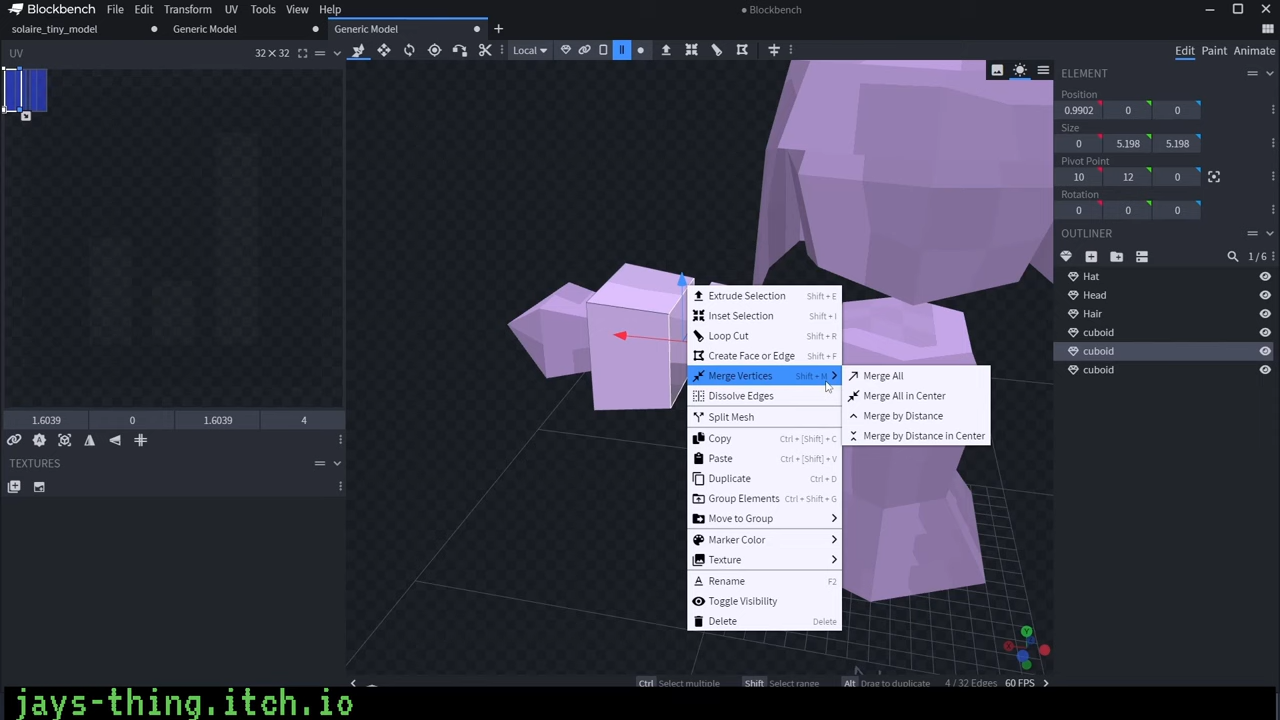 Blockbench File Edit Transform UV Tools View Help
● Blockbench
solaire_tiny_model Generic Model Generic Model
UV 32 × 32
Local
Edit Paint Animate
ELEMENT
Position
0.9902 0 0
Size
0 5.198 5.198
Pivot Point
10 12 0
Rotation
0 0 0
OUTLINER
1/6
Hat
Head
Hair
cuboid
cuboid
cuboid
Extrude Selection Shift + E
Inset Selection Shift + I
Loop Cut Shift + R
Create Face or Edge Shift + F
Merge Vertices Shift + M
Dissolve Edges
Split Mesh
Copy Ctrl + [Shift] + C
Paste Ctrl + [Shift] + V
Duplicate Ctrl + D
Group Elements Ctrl + Shift + G
Move to Group
Marker Color
Texture
Rename F2
Toggle Visibility
Delete Delete
Merge All
Merge All in Center
Merge by Distance
Merge by Distance in Center
1.6039 0 1.6039 4
TEXTURES
Ctrl Select multiple Shift Select range Alt Drag to duplicate 4 / 32 Edges 60 FPS
jays-thing.itch.io